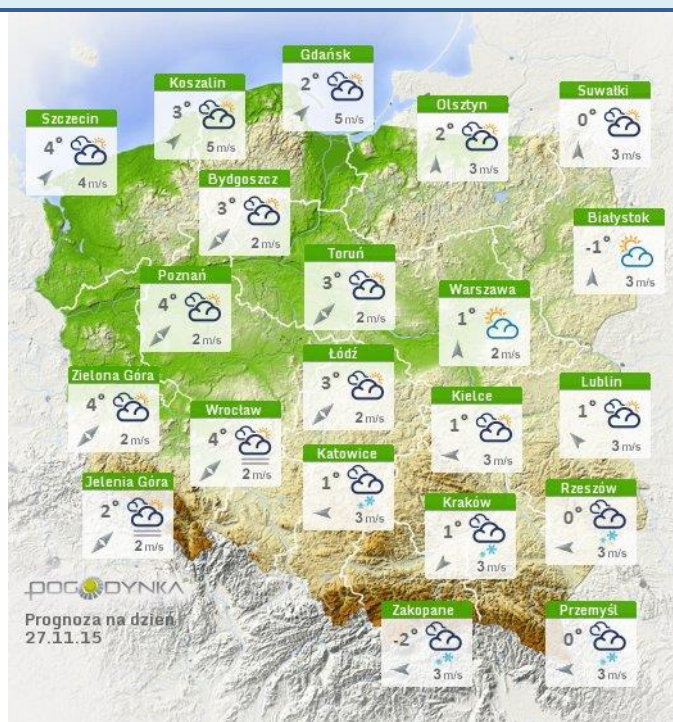 Gdańsk
2°
5 m/s
Koszalin
3°
5 m/s
Suwałki
0°
3 m/s
Olsztyn
2°
3 m/s
Szczecin
4°
4 m/s
Bydgoszcz
3°
2 m/s
Białystok
-1°
3 m/s
Toruń
3°
2 m/s
Poznań
4°
2 m/s
Warszawa
1°
2 m/s
Łódź
3°
2 m/s
Zielona Góra
4°
2 m/s
Lublin
1°
3 m/s
Kielce
1°
3 m/s
Wrocław
4°
2 m/s
Katowice
1°
3 m/s
Jelenia Góra
2°
2 m/s
Rzeszów
0°
3 m/s
Kraków
1°
3 m/s
POGODYNKA
Prognoza na dzień
27.11.15
Zakopane
-2°
3 m/s
Przemyśl
0°
3 m/s